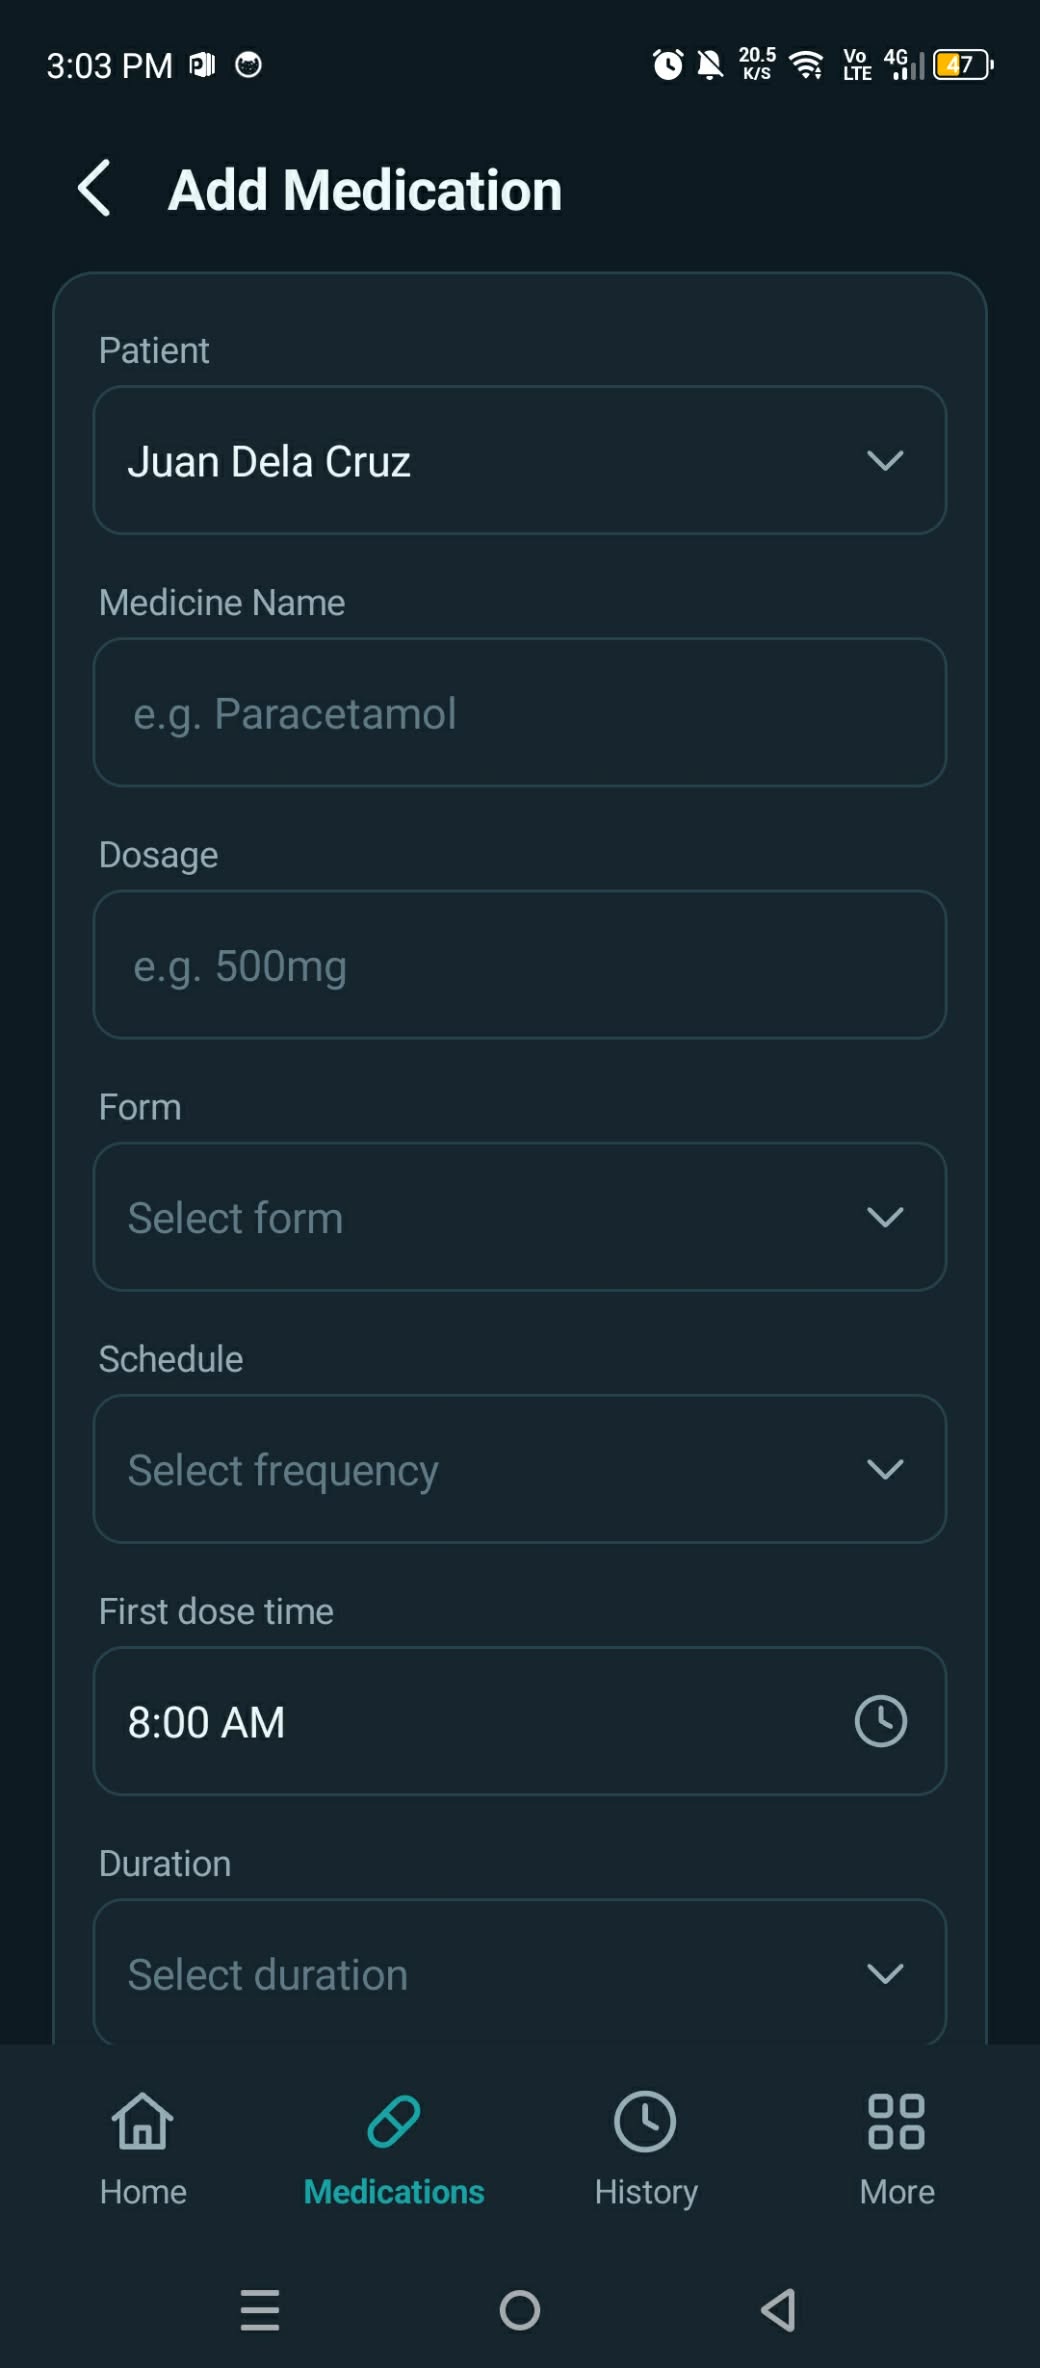 3:03 PM
20.5 K/S
Vo LTE
4G
47
Add Medication
Patient
Juan Dela Cruz
Medicine Name
e.g. Paracetamol
Dosage
e.g. 500mg
Form
Select form
Schedule
Select frequency
First dose time
8:00 AM
Duration
Select duration
Home
Medications
History
More